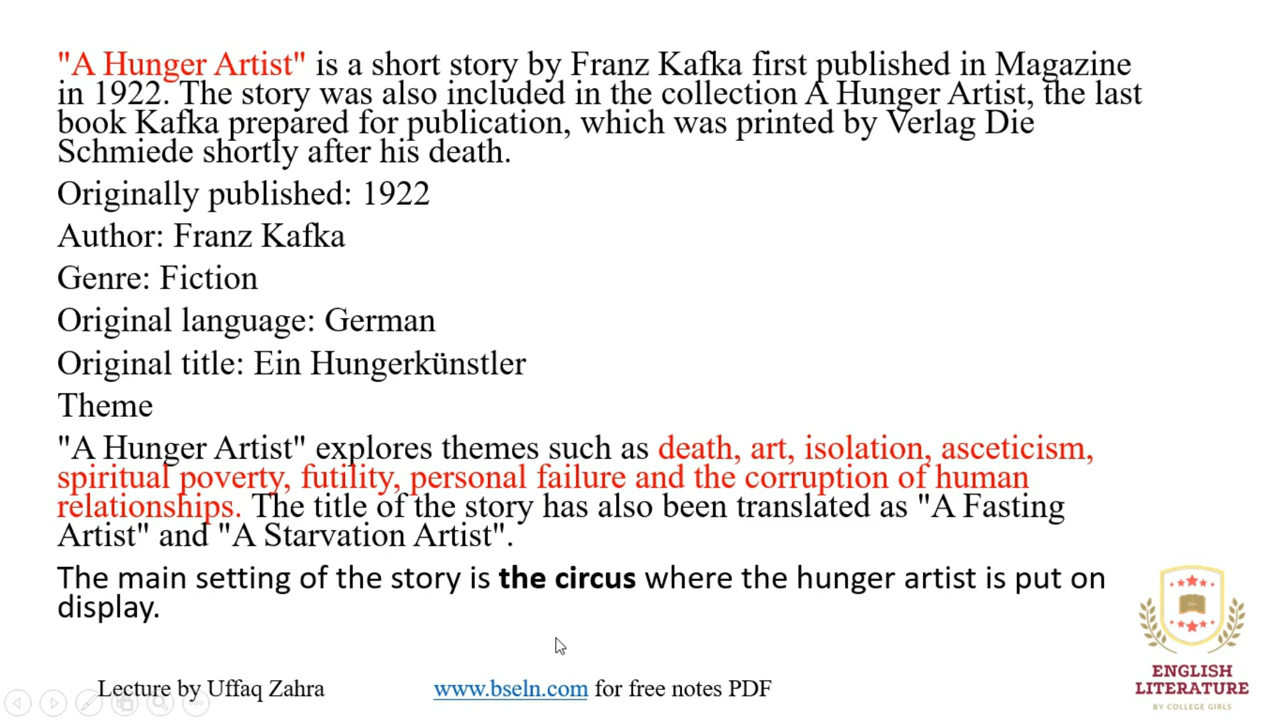 "A Hunger Artist" is a short story by Franz Kafka first published in Magazine
in 1922. The story was also included in the collection A Hunger Artist, the last
book Kafka prepared for publication, which was printed by Verlag Die
Schmiede shortly after his death.
Originally published: 1922
Author: Franz Kafka
Genre: Fiction
Original language: German
Original title: Ein Hungerkünstler
Theme
"A Hunger Artist" explores themes such as death, art, isolation, asceticism,
spiritual poverty, futility, personal failure and the corruption of human
relationships. The title of the story has also been translated as "A Fasting
Artist" and "A Starvation Artist".
The main setting of the story is the circus where the hunger artist is put on
display.
Lecture by Uffaq Zahra
www.bseln.com for free notes PDF
ENGLISH
LITERATURE
BY COLLEGE GIRLS